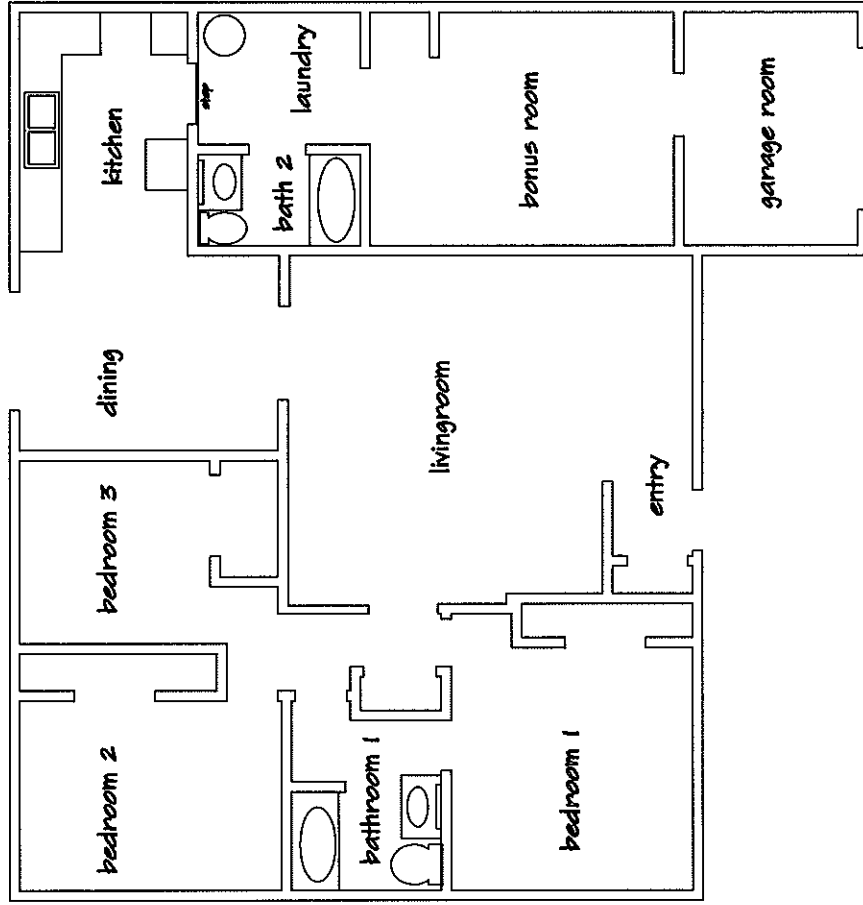 kitchen
step
laundry
bath 2
bonus room
garage room
dining
livingroom
entry
bedroom 3
bedroom 2
bathroom 1
bedroom 1